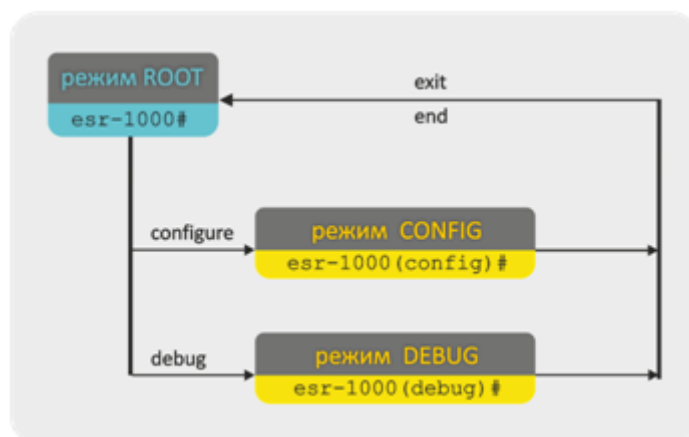 режим ROOT
esr-1000#
exit
end
configure
режим CONFIG
esr-1000(config)#
debug
режим DEBUG
esr-1000(debug)#